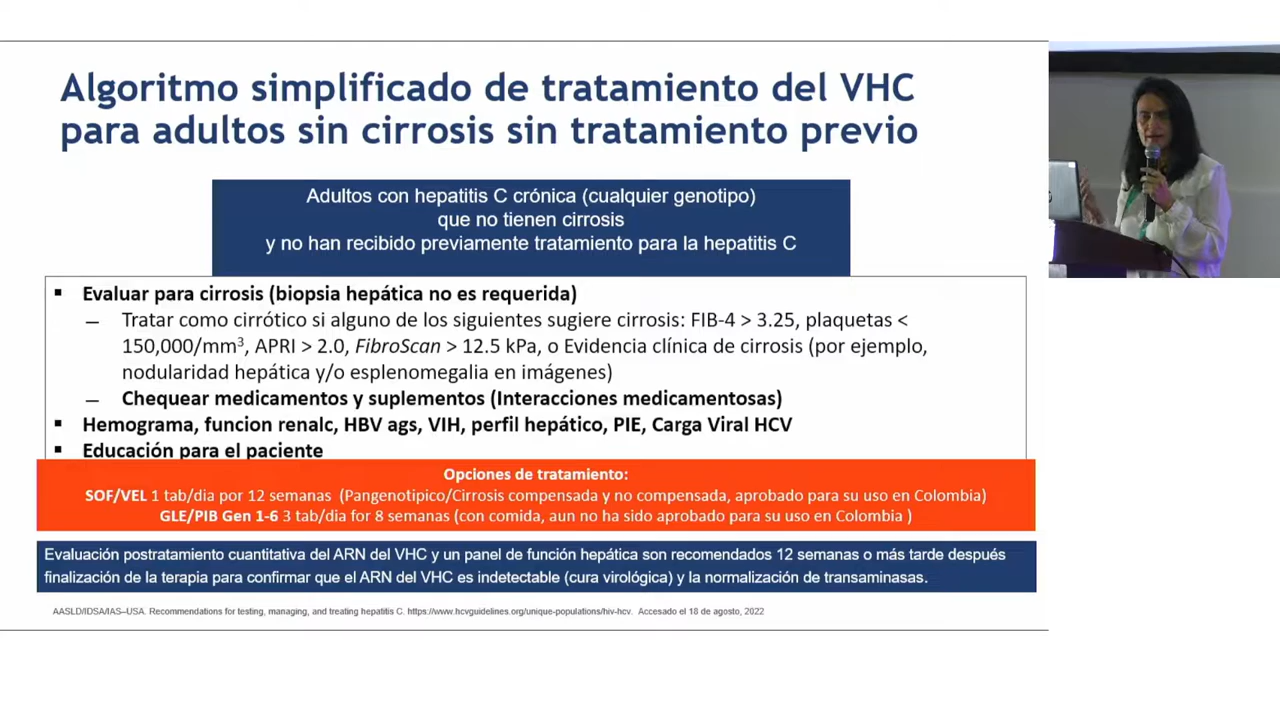 Algoritmo simplificado de tratamiento del VHC
para adultos sin cirrosis sin tratamiento previo
Adultos con hepatitis C crónica (cualquier genotipo)
que no tienen cirrosis
y no han recibido previamente tratamiento para la hepatitis C
▪ Evaluar para cirrosis (biopsia hepática no es requerida)
– Tratar como cirrótico si alguno de los siguientes sugiere cirrosis: FIB-4 > 3.25, plaquetas <
150,000/mm³, APRI > 2.0, FibroScan > 12.5 kPa, o Evidencia clínica de cirrosis (por ejemplo,
nodularidad hepática y/o esplenomegalia en imágenes)
– Chequear medicamentos y suplementos (Interacciones medicamentosas)
▪ Hemograma, funcion renalc, HBV ags, VIH, perfil hepático, PIE, Carga Viral HCV
▪ Educación para el paciente
Opciones de tratamiento:
SOF/VEL 1 tab/dia por 12 semanas (Pangenotipico/Cirrosis compensada y no compensada, aprobado para su uso en Colombia)
GLE/PIB Gen 1-6 3 tab/dia for 8 semanas (con comida, aun no ha sido aprobado para su uso en Colombia )
Evaluación postratamiento cuantitativa del ARN del VHC y un panel de función hepática son recomendados 12 semanas o más tarde después
finalización de la terapia para confirmar que el ARN del VHC es indetectable (cura virológica) y la normalización de transaminasas.
AASLD/IDSA/IAS–USA. Recommendations for testing, managing, and treating hepatitis C. https://www.hcvguidelines.org/unique-populations/hiv-hcv. Accesado el 18 de agosto, 2022